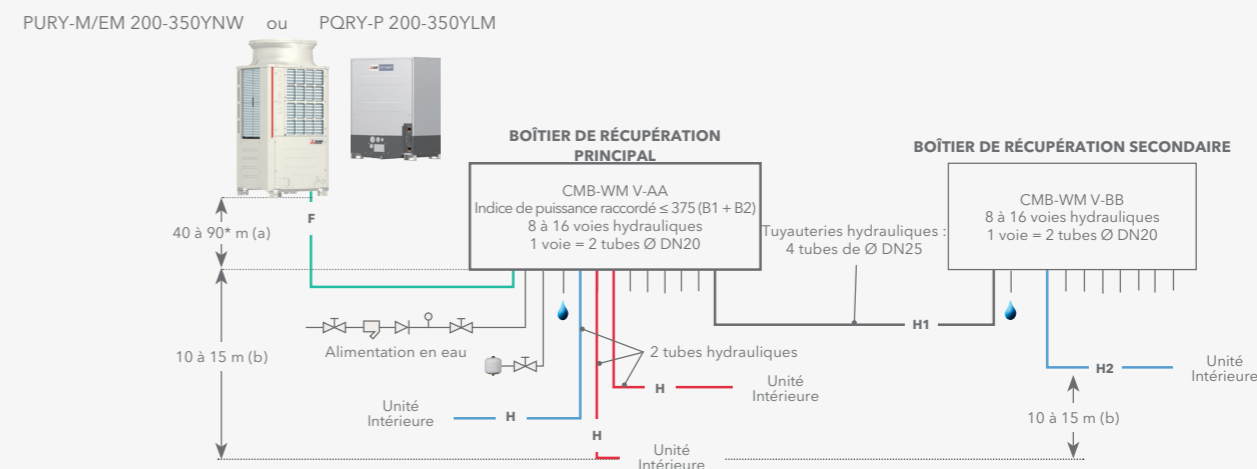 PURY-M/EM 200-350YNW ou PQRY-P 200-350YLM
BOÎTIER DE RÉCUPÉRATION
PRINCIPAL
BOÎTIER DE RÉCUPÉRATION SECONDAIRE
CMB-WM V-AA
Indice de puissance raccordé ≤ 375 (B1 + B2)
8 à 16 voies hydrauliques
1 voie = 2 tubes Ø DN20
CMB-WM V-BB
8 à 16 voies hydrauliques
1 voie = 2 tubes Ø DN20
F
40 à 90* m (a)
Tuyauteries hydrauliques :
4 tubes de Ø DN25
H1
10 à 15 m (b)
Alimentation en eau
2 tubes hydrauliques
H
Unité
Intérieure
H2
Unité
Intérieure
Unité
Intérieure
H
H
10 à 15 m (b)
Unité
Intérieure